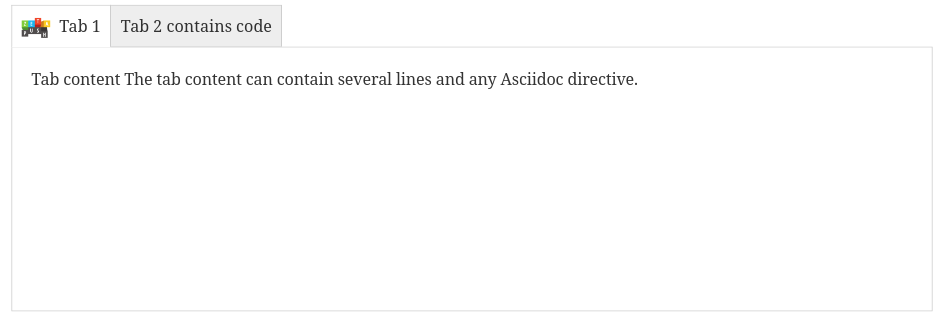 Tab 1
Tab 2 contains code
Tab content The tab content can contain several lines and any Asciidoc directive.